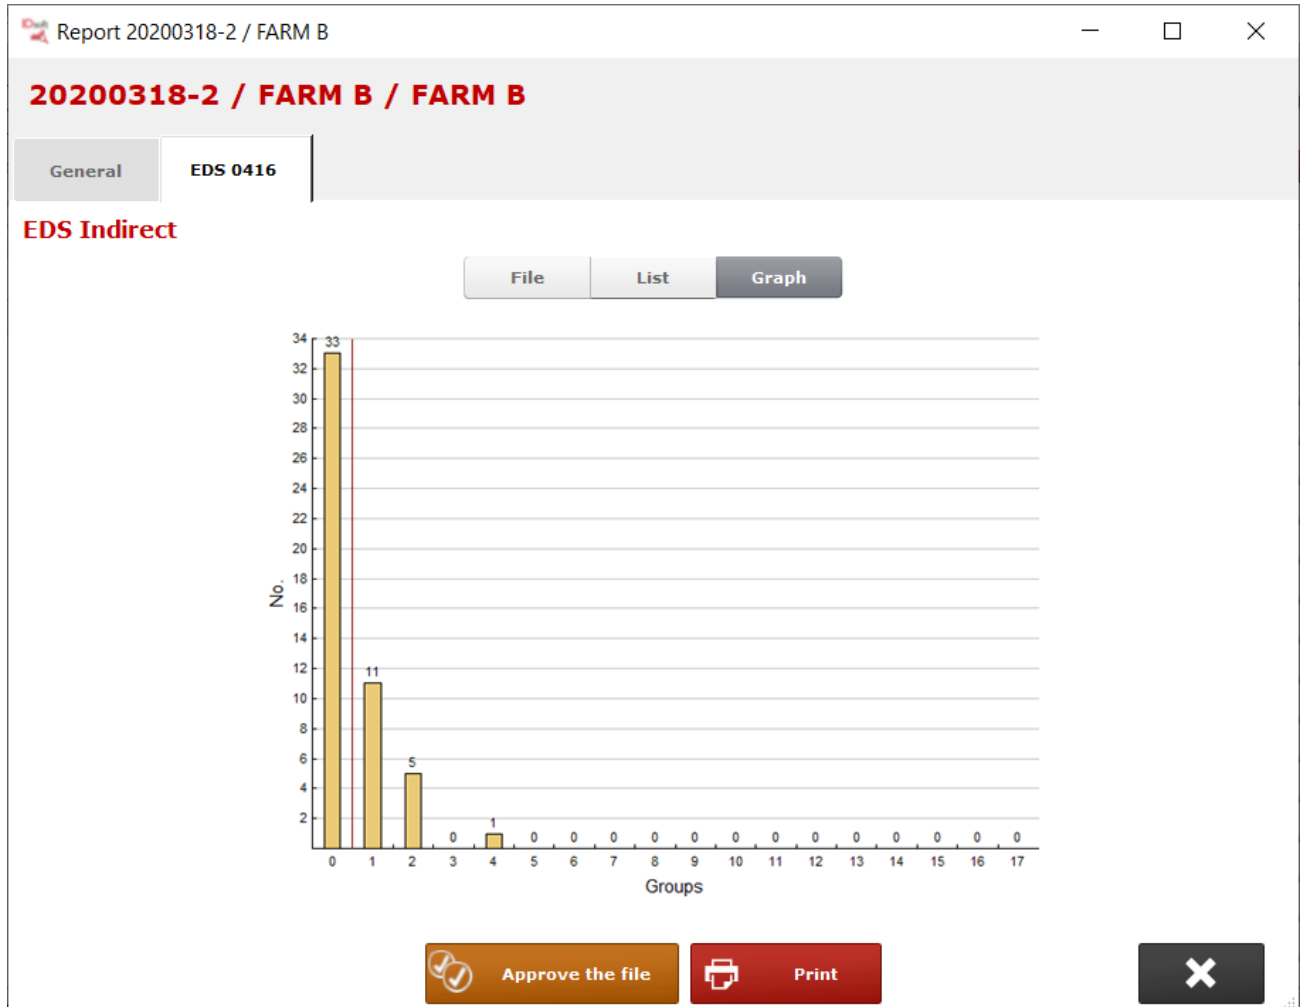 Report 20200318-2 / FARM B
20200318-2 / FARM B / FARM B
General
EDS 0416
EDS Indirect
File
List
Graph
34
32
30
28
26
24
22
20
18
16
14
12
10
8
6
4
2
No.
33
11
5
0
1
0
0
0
0
0
0
0
0
0
0
0
0
0
0 1 2 3 4 5 6 7 8 9 10 11 12 13 14 15 16 17
Groups
Approve the file
Print